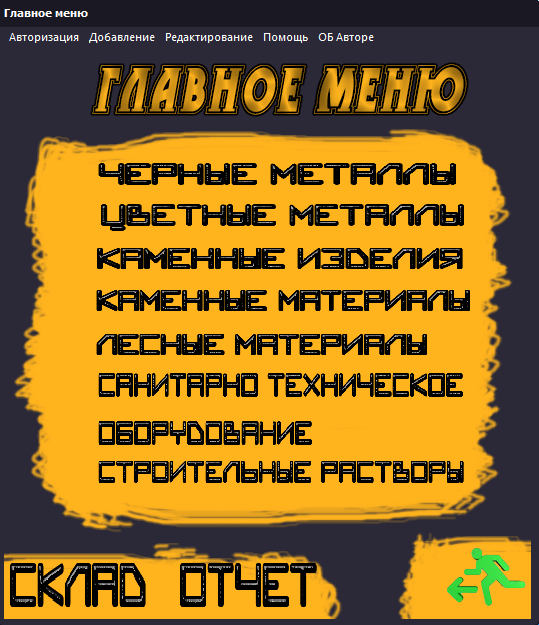 Главное меню
Авторизация Добавление Редактирование Помощь ОБ Авторе
ГЛАВНОЕ МЕНЮ
ЧЕРНЫЕ МЕТАЛЛЫ
ЦВЕТНЫЕ МЕТАЛЛЫ
КАМЕННЫЕ ИЗДЕЛИЯ
КАМЕННЫЕ МАТЕРИАЛЫ
ЛЕСНЫЕ МАТЕРИАЛЫ
САНИТАРНО ТЕХНИЧЕСКОЕ
ОБОРУДОВАНИЕ
СТРОИТЕЛЬНЫЕ РАСТВОРЫ
СКЛАД ОТЧЕТ